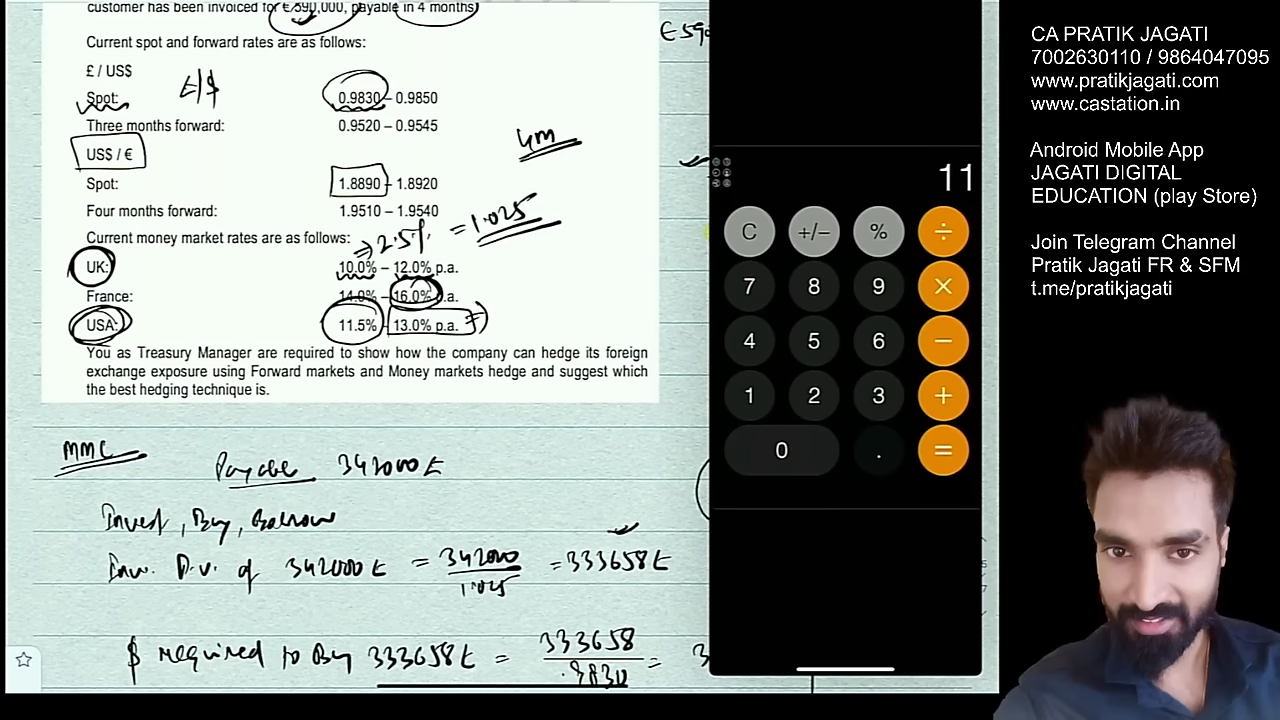 customer has been invoiced for € 590,000, payable in 4 months
Current spot and forward rates are as follows:
£ / US$
£/$
Spot:
0.9830 – 0.9850
Three months forward:
0.9520 – 0.9545
4m
US$ / €
Spot:
1.8890 – 1.8920
Four months forward:
1.9510 – 1.9540
Current money market rates are as follows:
→ 2.5% = 1.025
UK:
10.0% – 12.0% p.a.
France:
14.0% – 16.0% p.a.
USA:
11.5% – 13.0% p.a. ⇒
You as Treasury Manager are required to show how the company can hedge its foreign
exchange exposure using Forward markets and Money markets hedge and suggest which
the best hedging technique is.
MMC
Payable 342000 £
Invest, Buy, Borrow
Inv. P.v. of 342000 £ = 342000 / 1.025 = 333658 £
$ required to Buy 333658 £ = 333658 / .9830 = 3
€ 590
11
C +/− % ÷
7 8 9 ×
4 5 6 −
1 2 3 +
0 . =
CA PRATIK JAGATI
7002630110 / 9864047095
www.pratikjagati.com
www.castation.in
Android Mobile App
JAGATI DIGITAL
EDUCATION (play Store)
Join Telegram Channel
Pratik Jagati FR & SFM
t.me/pratikjagati